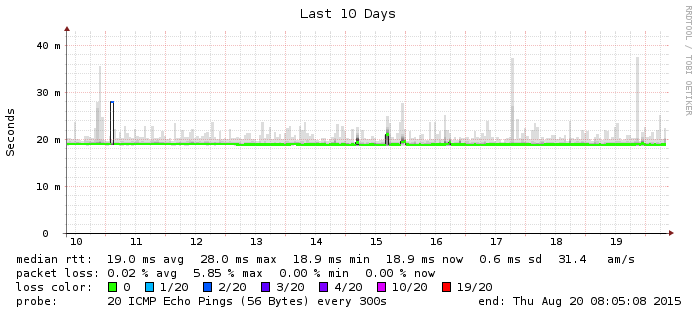 Last 10 Days
RRDTOOL / TOBI OETIKER
Seconds
40 m
30 m
20 m
10 m
0
10 11 12 13 14 15 16 17 18 19
median rtt: 19.0 ms avg 28.0 ms max 18.9 ms min 18.9 ms now 0.6 ms sd 31.4 am/s
packet loss: 0.02 % avg 5.85 % max 0.00 % min 0.00 % now
loss color: 0 1/20 2/20 3/20 4/20 10/20 19/20
probe: 20 ICMP Echo Pings (56 Bytes) every 300s end: Thu Aug 20 08:05:08 2015